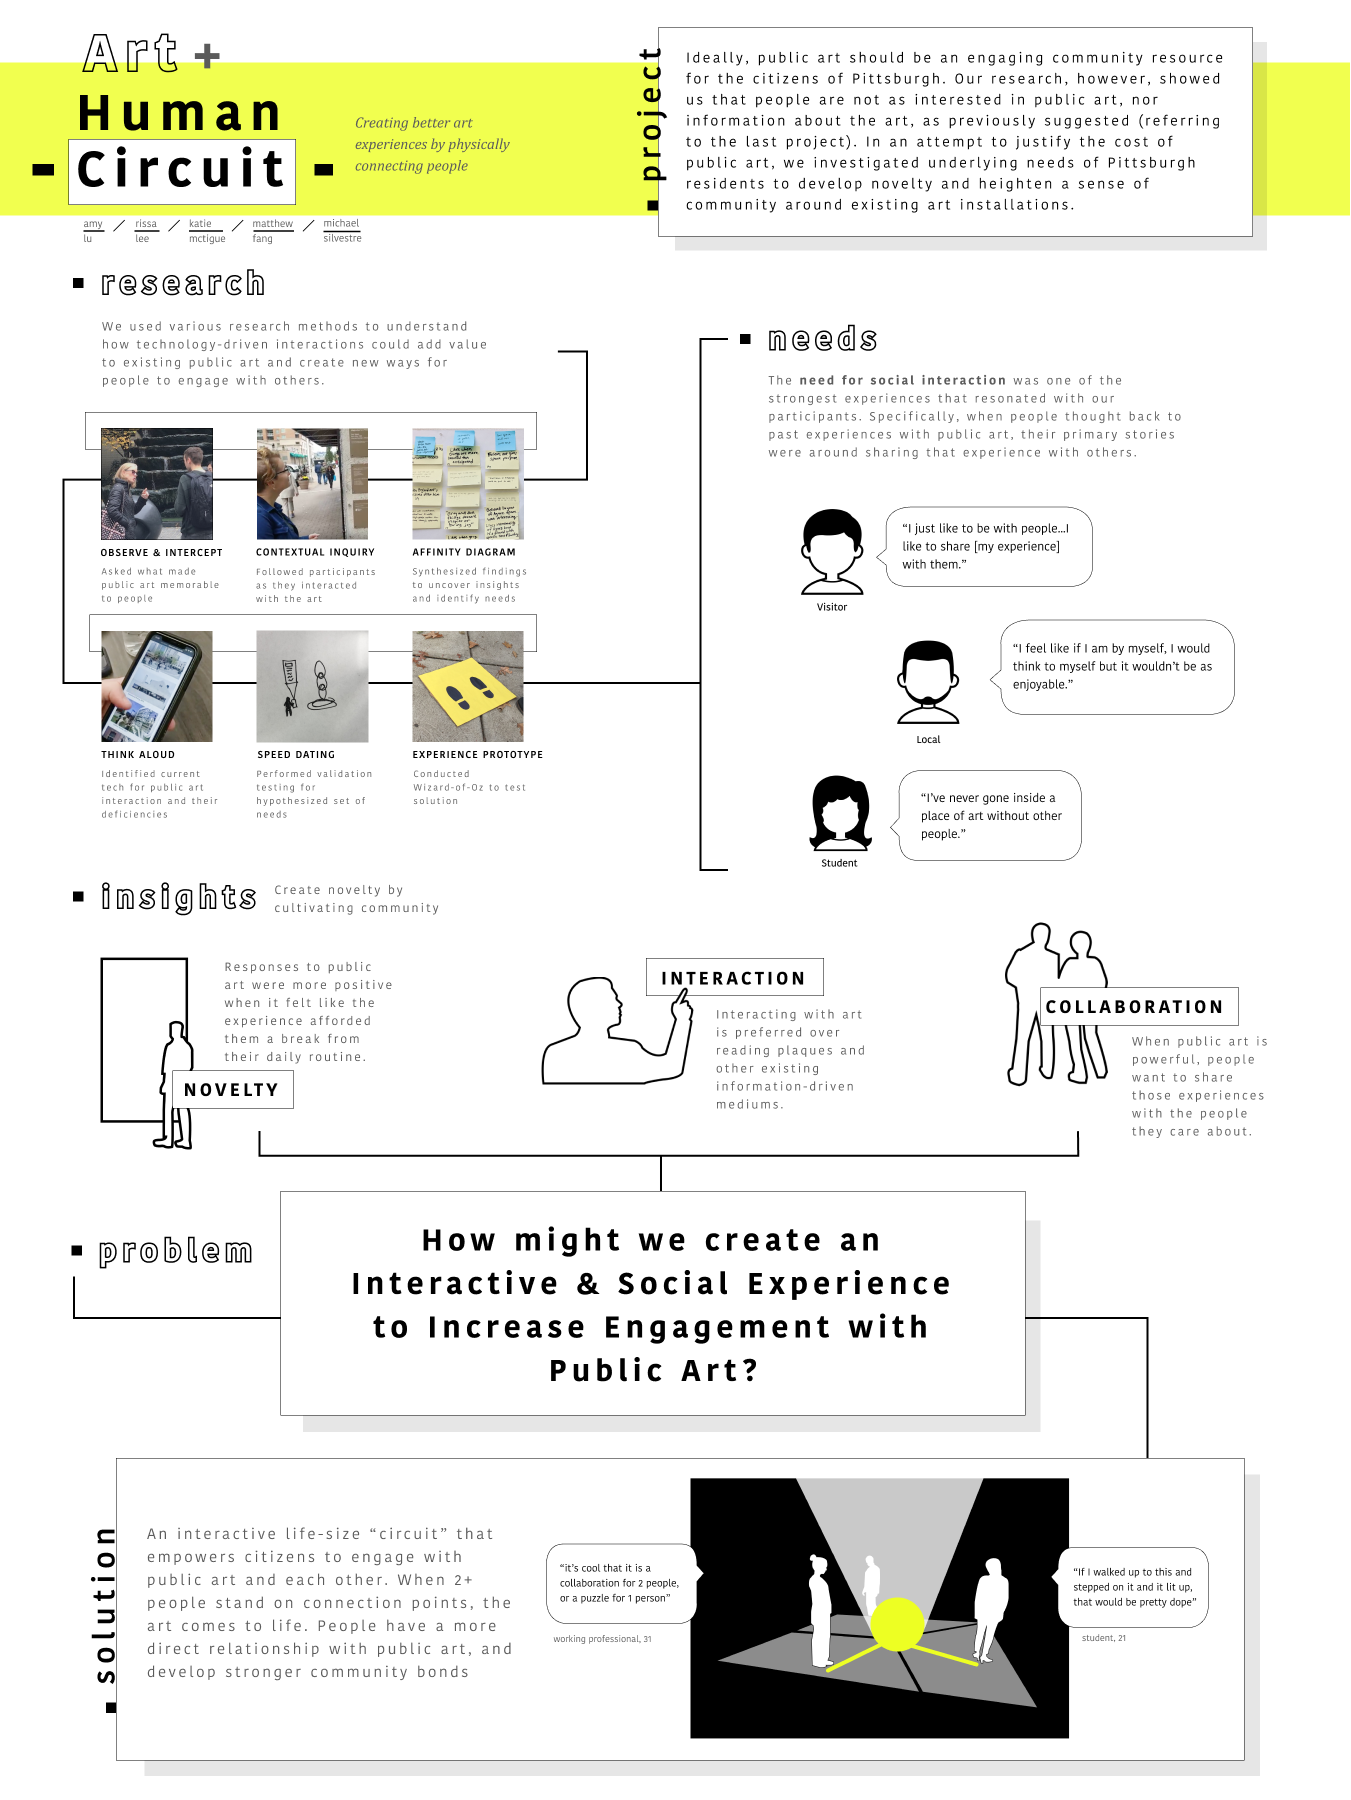 Art +
Human
Circuit
Creating better art
experiences by physically
connecting people
amy / rissa / katie / matthew / michael
lu lee mctigue fang silvestre
project
Ideally, public art should be an engaging community resource
for the citizens of Pittsburgh. Our research, however, showed
us that people are not as interested in public art, nor
information about the art, as previously suggested (referring
to the last project). In an attempt to justify the cost of
public art, we investigated underlying needs of Pittsburgh
residents to develop novelty and heighten a sense of
community around existing art installations.
research
We used various research methods to understand
how technology-driven interactions could add value
to existing public art and create new ways for
people to engage with others.
OBSERVE & INTERCEPT
Asked what made
public art memorable
to people
CONTEXTUAL INQUIRY
Followed participants
as they interacted
with the art
AFFINITY DIAGRAM
Synthesized findings
to uncover insights
and identify needs
THINK ALOUD
Identified current
tech for public art
interaction and their
deficiencies
SPEED DATING
Performed validation
testing for
hypothesized set of
needs
EXPERIENCE PROTOTYPE
Conducted
Wizard-of-Oz to test
solution
needs
The need for social interaction was one of the
strongest experiences that resonated with our
participants. Specifically, when people thought back to
past experiences with public art, their primary stories
were around sharing that experience with others.
“I just like to be with people...I
like to share [my experience]
with them.”
Visitor
“I feel like if I am by myself, I would
think to myself but it wouldn’t be as
enjoyable.”
Local
“I’ve never gone inside a
place of art without other
people.”
Student
insights
Create novelty by
cultivating community
Responses to public
art were more positive
when it felt like the
experience afforded
them a break from
their daily routine.
NOVELTY
INTERACTION
Interacting with art
is preferred over
reading plaques and
other existing
information-driven
mediums.
COLLABORATION
When public art is
powerful, people
want to share
those experiences
with the people
they care about.
problem
How might we create an
Interactive & Social Experience
to Increase Engagement with
Public Art?
solution
An interactive life-size “circuit” that
empowers citizens to engage with
public art and each other. When 2+
people stand on connection points, the
art comes to life. People have a more
direct relationship with public art, and
develop stronger community bonds
“it’s cool that it is a
collaboration for 2 people,
or a puzzle for 1 person”
working professional, 31
“If I walked up to this and
stepped on it and it lit up,
that would be pretty dope”
student, 21